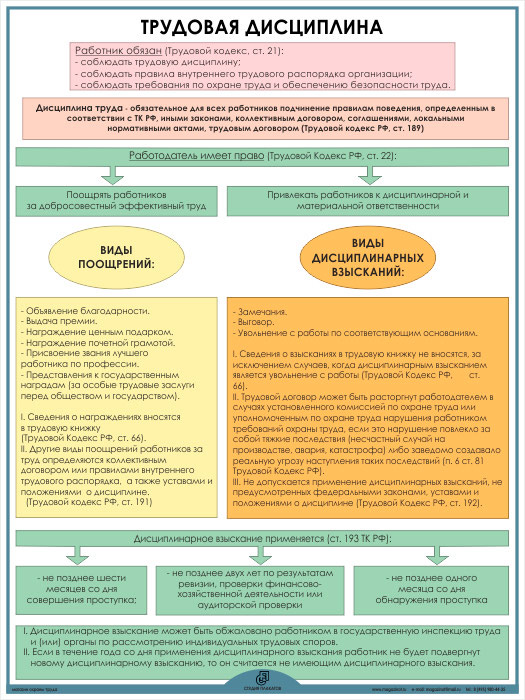 ТРУДОВАЯ ДИСЦИПЛИНА
Работник обязан (Трудовой кодекс, ст. 21):
- соблюдать трудовую дисциплину;
- соблюдать правила внутреннего трудового распорядка организации;
- соблюдать требования по охране труда и обеспечению безопасности труда.
Дисциплина труда - обязательное для всех работников подчинение правилам поведения, определенным в
соответствии с ТК РФ, иными законами, коллективным договором, соглашениями, локальными
нормативными актами, трудовым договором (Трудовой кодекс РФ, ст. 189)
Работодатель имеет право (Трудовой Кодекс РФ, ст. 22):
Поощрять работников
за добросовестный эффективный труд
Привлекать работников к дисциплинарной и
материальной ответственности
ВИДЫ
ПООЩРЕНИЙ:
ВИДЫ
ДИСЦИПЛИНАРНЫХ
ВЗЫСКАНИЙ:
- Объявление благодарности.
- Выдача премии.
- Награждение ценным подарком.
- Награждение почетной грамотой.
- Присвоение звания лучшего
работника по профессии.
- Представления к государственным
наградам (за особые трудовые заслуги
перед обществом и государством).
I. Сведения о награждениях вносятся
в трудовую книжку
(Трудовой Кодекс РФ, ст. 66).
II. Другие виды поощрений работников за
труд определяются коллективным
договором или правилами внутреннего
трудового распорядка, а также уставами и
положениями о дисциплине.
(Трудовой кодекс РФ, ст. 191)
- Замечания.
- Выговор.
- Увольнение с работы по соответствующим основаниям.
I. Сведения о взысканиях в трудовую книжку не вносятся, за
исключением случаев, когда дисциплинарным взысканием
является увольнение с работы (Трудовой Кодекс РФ, ст.
66).
II. Трудовой договор может быть расторгнут работодателем в
случаях установленного комиссией по охране труда или
уполномоченным по охране труда нарушения работником
требований охраны труда, если это нарушение повлекло за
собой тяжкие последствия (несчастный случай на
производстве, авария, катастрофа) либо заведомо создавало
реальную угрозу наступления таких последствий (п. 6 ст. 81
Трудовой Кодекс РФ).
III. Не допускается применение дисциплинарных взысканий, не
предусмотренных федеральными законами, уставами и
положениями о дисциплине (Трудовой Кодекс РФ, ст. 192).
Дисциплинарное взыскание применяется (ст. 193 ТК РФ):
- не позднее шести
месяцев со дня
совершения проступка;
- не позднее двух лет по результатам
ревизии, проверки финансово-
хозяйственной деятельности или
аудиторской проверки
- не позднее одного
месяца со дня
обнаружения проступка
I. Дисциплинарное взыскание может быть обжаловано работником в государственную инспекцию труда
и (или) органы по рассмотрению индивидуальных трудовых споров.
II. Если в течение года со дня применения дисциплинарного взыскания работник не будет подвергнут
новому дисциплинарному взысканию, то он считается не имеющим дисциплинарного взыскания.
СТУДИЯ ПЛАКАТОВ